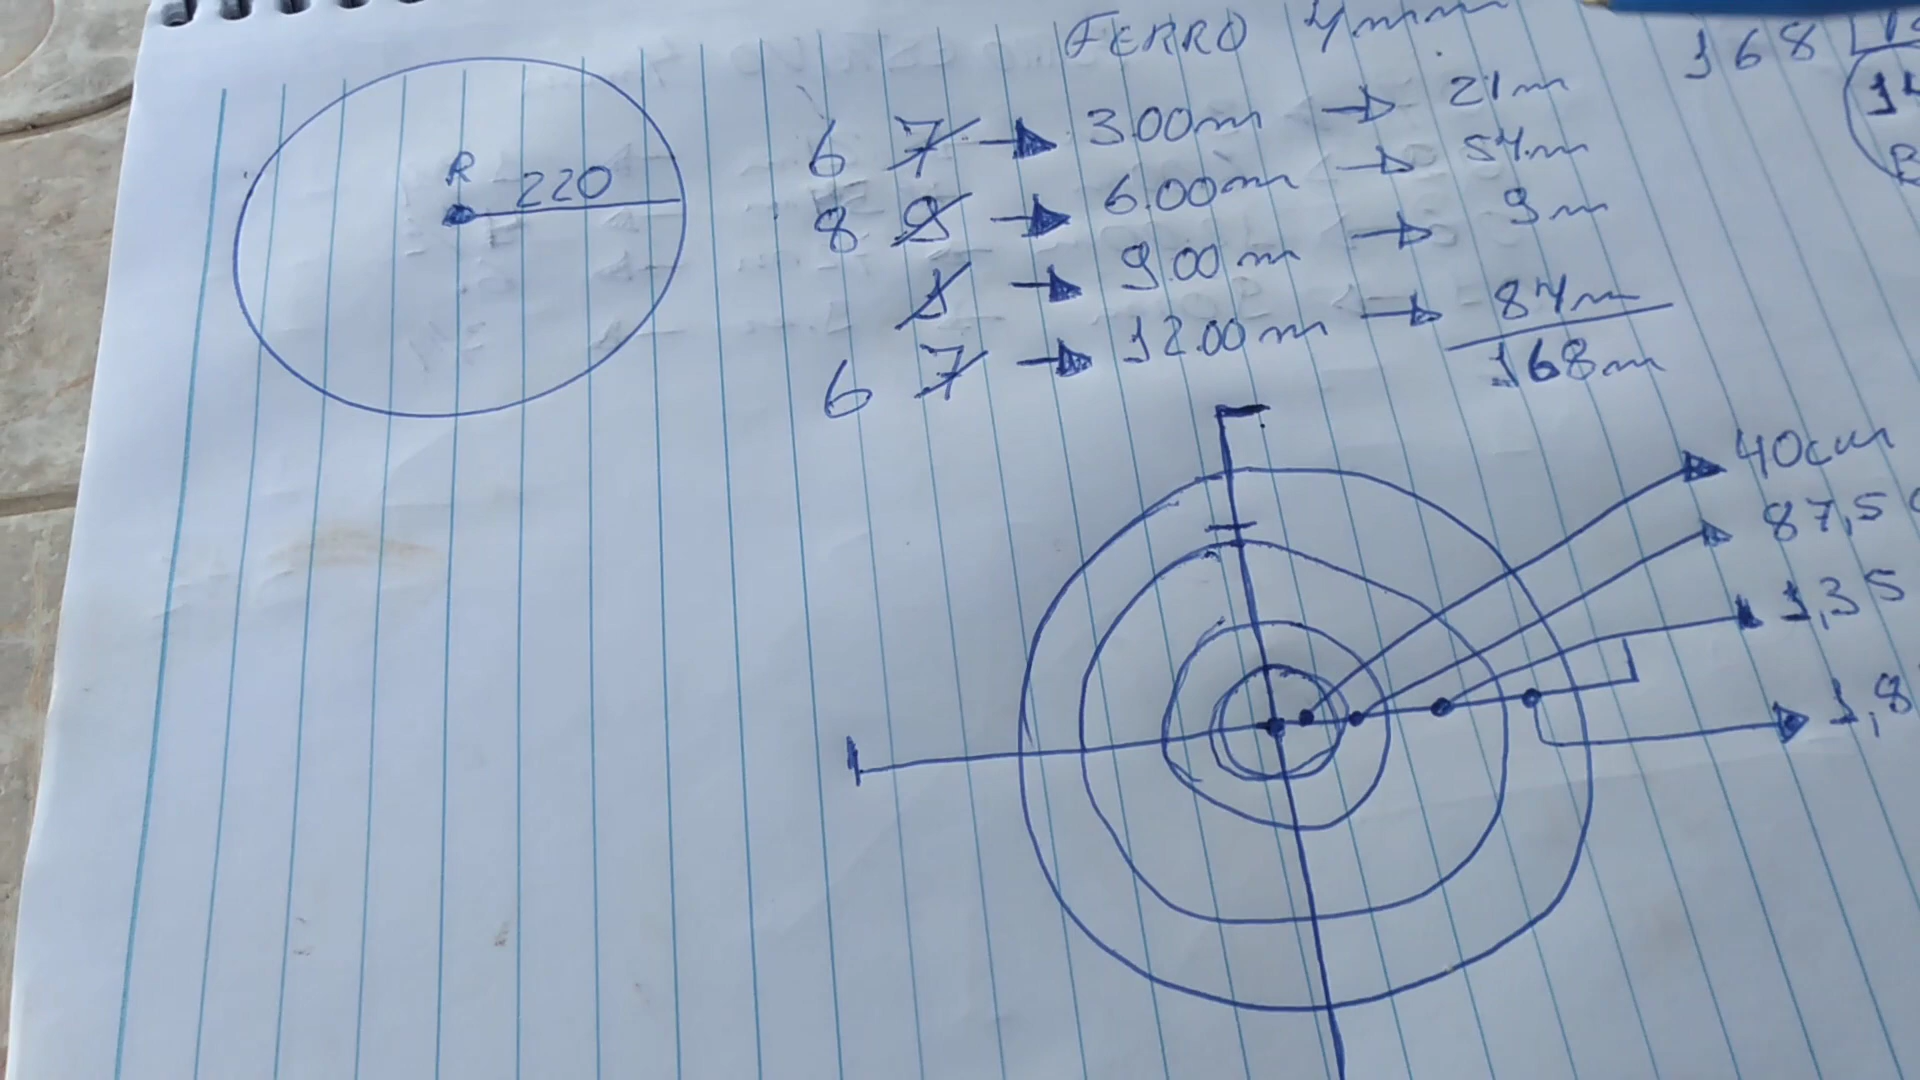 R
220
FERRO 4mm
6 7 → 3.00m → 21m
8 9 → 6.00m → 54m
1 → 9.00m → 9m
6 7 → 12.00m → 84m
168m
168
40cm
87,5
1,35
1,8